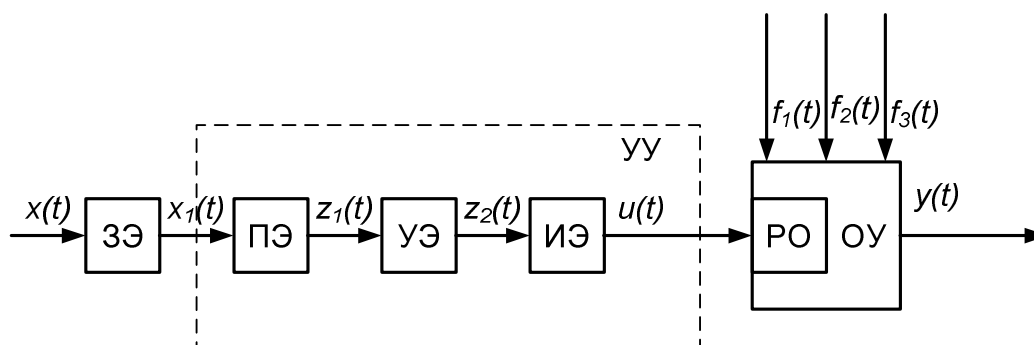 f₁(t) f₂(t) f₃(t)
УУ
x(t) ЗЭ x₁(t) ПЭ z₁(t) УЭ z₂(t) ИЭ u(t) РО ОУ y(t)